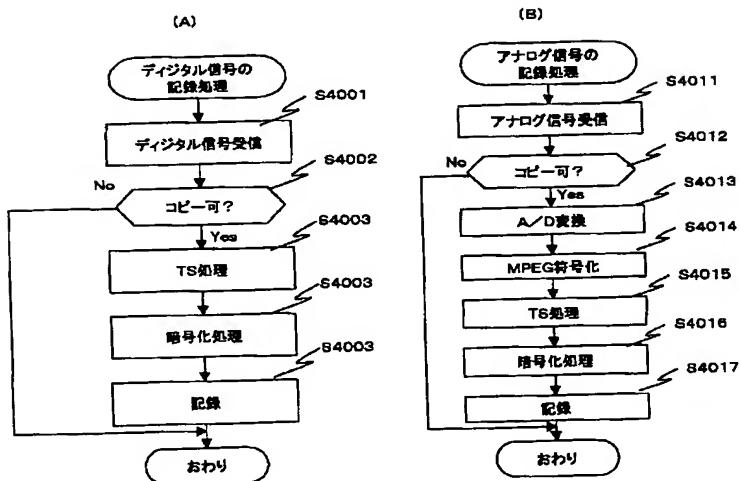 (A)
ディジタル信号の
記録処理
S4001
ディジタル信号受信
S4002
No
コピー可?
Yes
S4003
TS処理
S4003
暗号化処理
S4003
記録
おわり
(B)
アナログ信号の
記録処理
S4011
アナログ信号受信
S4012
No
コピー可?
Yes
S4013
A/D変換
S4014
MPEG符号化
S4015
TS処理
S4016
暗号化処理
S4017
記録
おわり